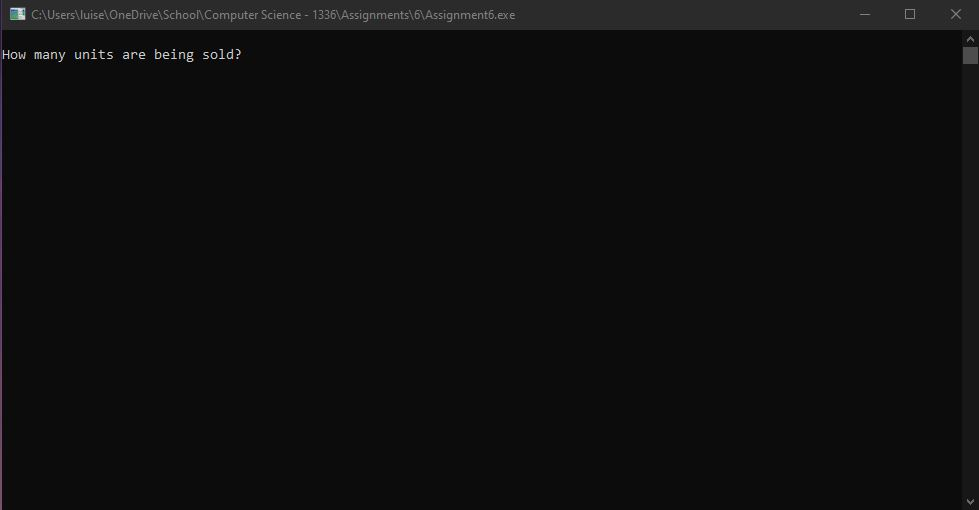 C:\Users\luise\OneDrive\School\Computer Science - 1336\Assignments\6\Assignment6.exe
How many units are being sold?